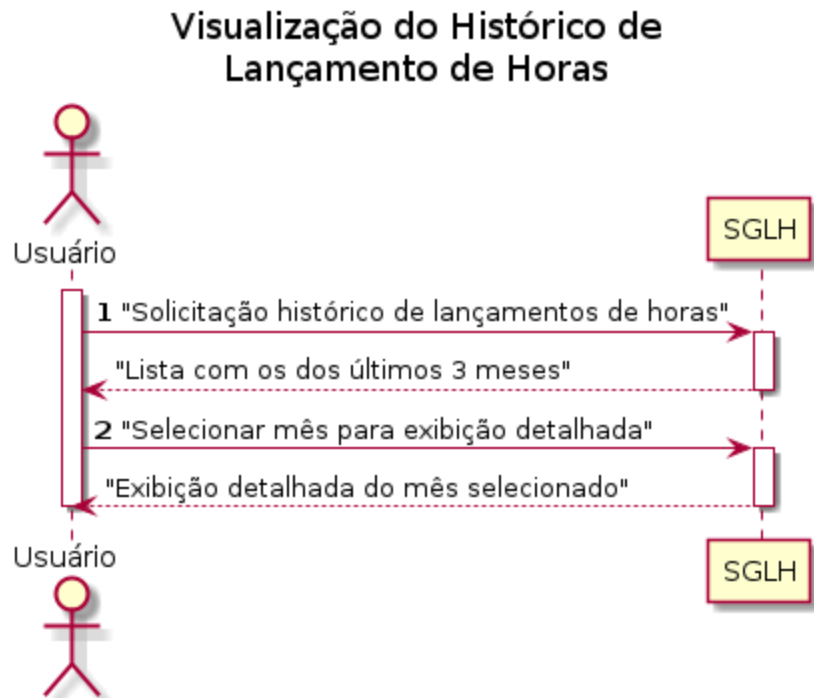 Visualização do Histórico de
Lançamento de Horas
Usuário
SGLH
1 "Solicitação histórico de lançamentos de horas"
"Lista com os dos últimos 3 meses"
2 "Selecionar mês para exibição detalhada"
"Exibição detalhada do mês selecionado"
Usuário
SGLH